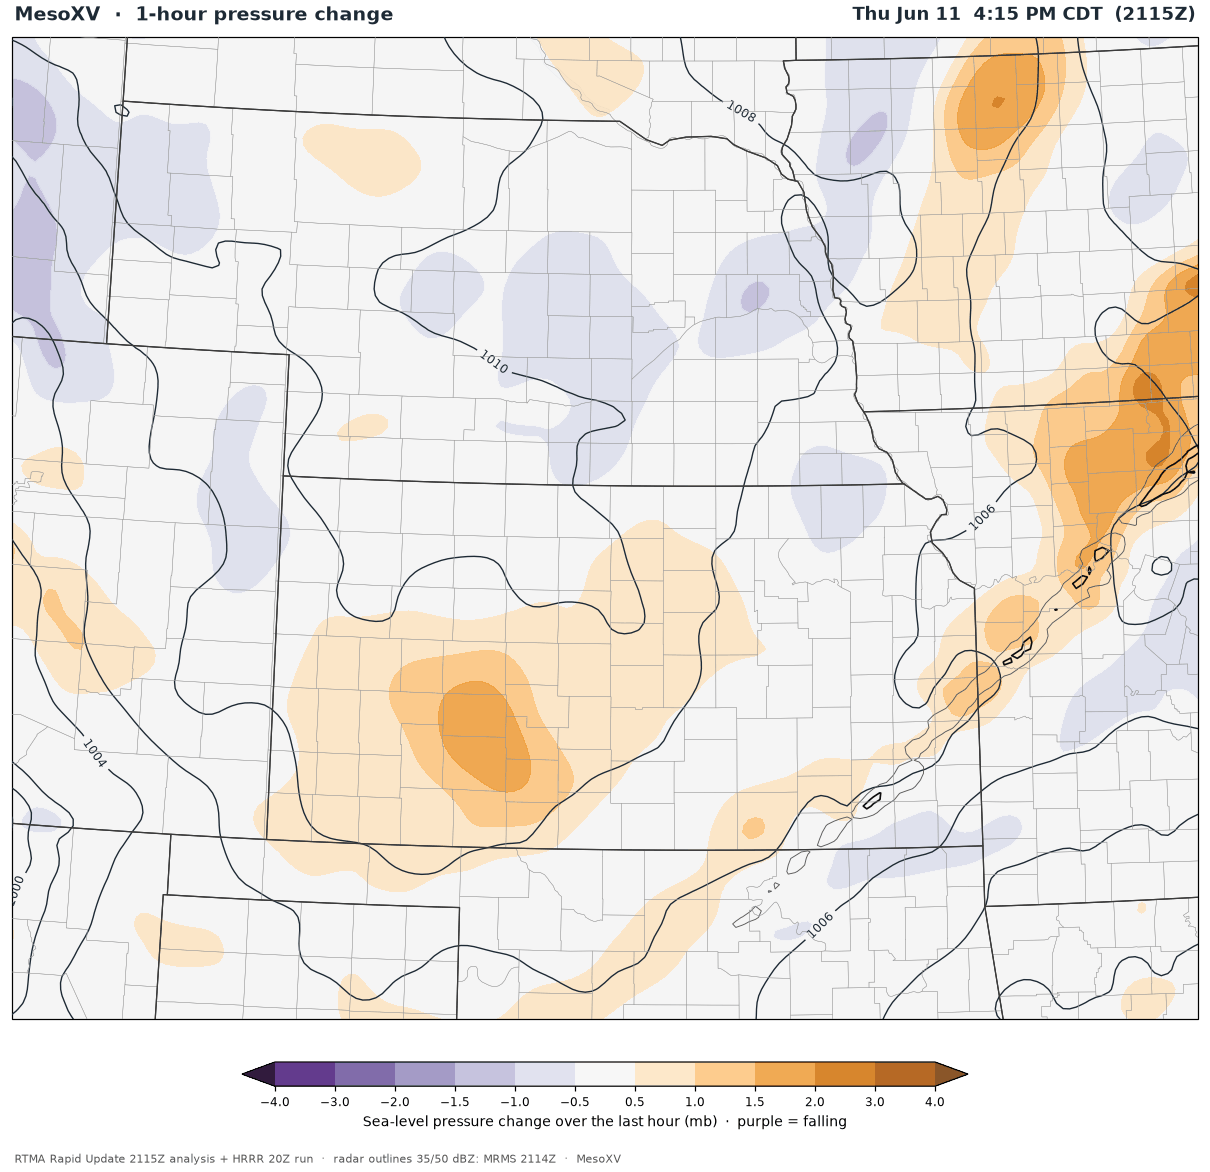 MesoXV · 1-hour pressure change
Thu Jun 11 4:15 PM CDT (2115Z)
1008
1010
1006
1004
1006
−4.0 −3.0 −2.0 −1.5 −1.0 −0.5 0.5 1.0 1.5 2.0 3.0 4.0
Sea-level pressure change over the last hour (mb) · purple = falling
RTMA Rapid Update 2115Z analysis + HRRR 20Z run · radar outlines 35/50 dBZ: MRMS 2114Z · MesoXV